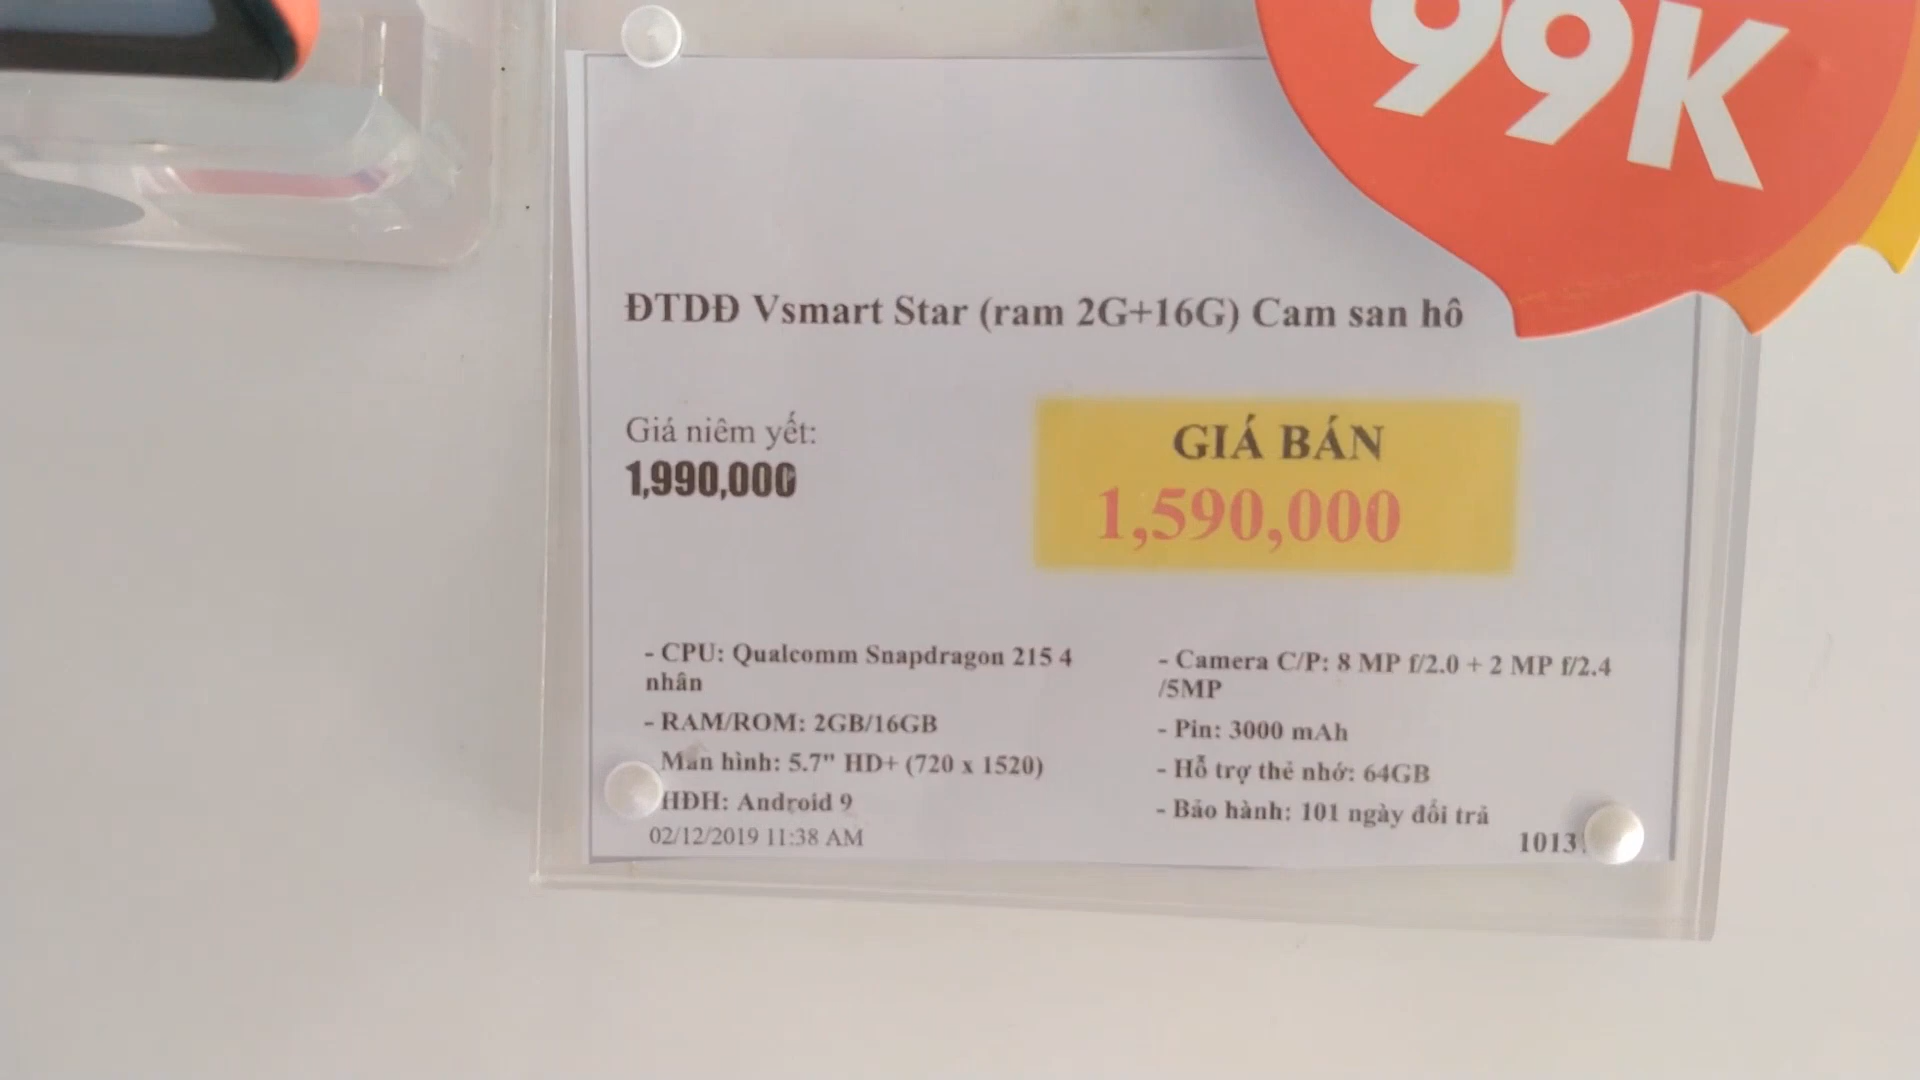 99K
ĐTDĐ Vsmart Star (ram 2G+16G) Cam san hô
Giá niêm yết:
1,990,000
GIÁ BÁN
1,590,000
- CPU: Qualcomm Snapdragon 215 4
nhân
- RAM/ROM: 2GB/16GB
Màn hình: 5.7" HD+ (720 x 1520)
HĐH: Android 9
02/12/2019 11:38 AM
- Camera C/P: 8 MP f/2.0 + 2 MP f/2.4
/5MP
- Pin: 3000 mAh
- Hỗ trợ thẻ nhớ: 64GB
- Bảo hành: 101 ngày đổi trả
1013